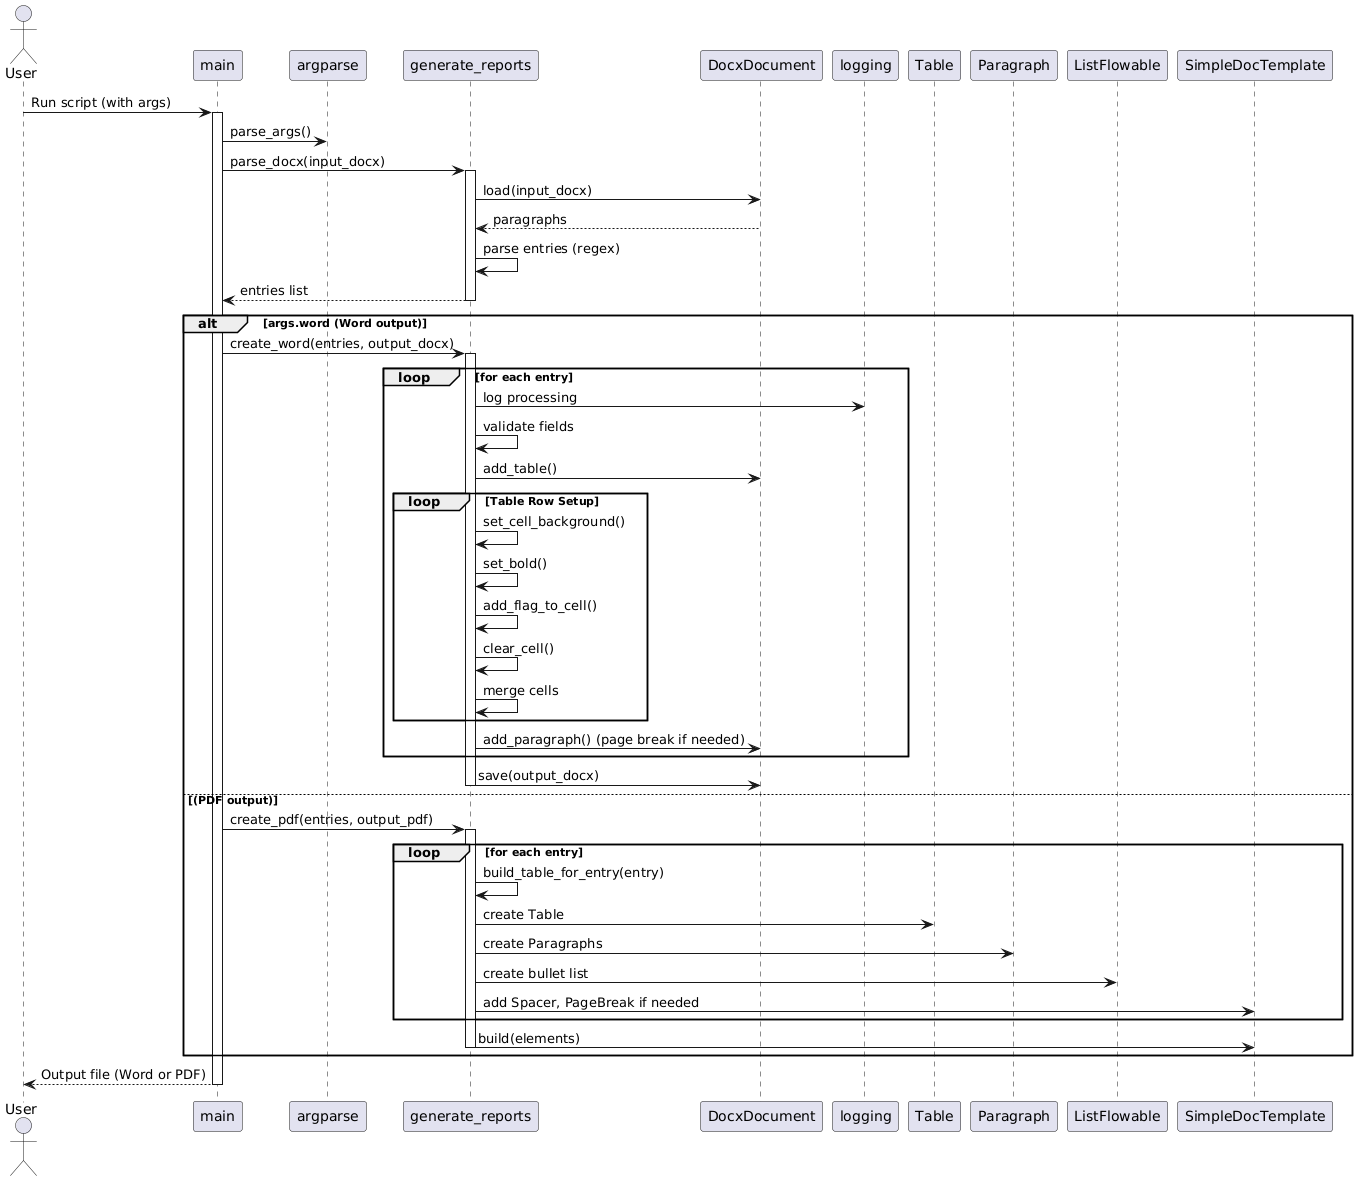 User
main
argparse
generate_reports
DocxDocument
logging
Table
Paragraph
ListFlowable
SimpleDocTemplate
Run script (with args)
parse_args()
parse_docx(input_docx)
load(input_docx)
paragraphs
parse entries (regex)
entries list
alt [args.word (Word output)]
create_word(entries, output_docx)
loop [for each entry]
log processing
validate fields
add_table()
loop [Table Row Setup]
set_cell_background()
set_bold()
add_flag_to_cell()
clear_cell()
merge cells
add_paragraph() (page break if needed)
save(output_docx)
[(PDF output)]
create_pdf(entries, output_pdf)
loop [for each entry]
build_table_for_entry(entry)
create Table
create Paragraphs
create bullet list
add Spacer, PageBreak if needed
build(elements)
Output file (Word or PDF)
User
main
argparse
generate_reports
DocxDocument
logging
Table
Paragraph
ListFlowable
SimpleDocTemplate